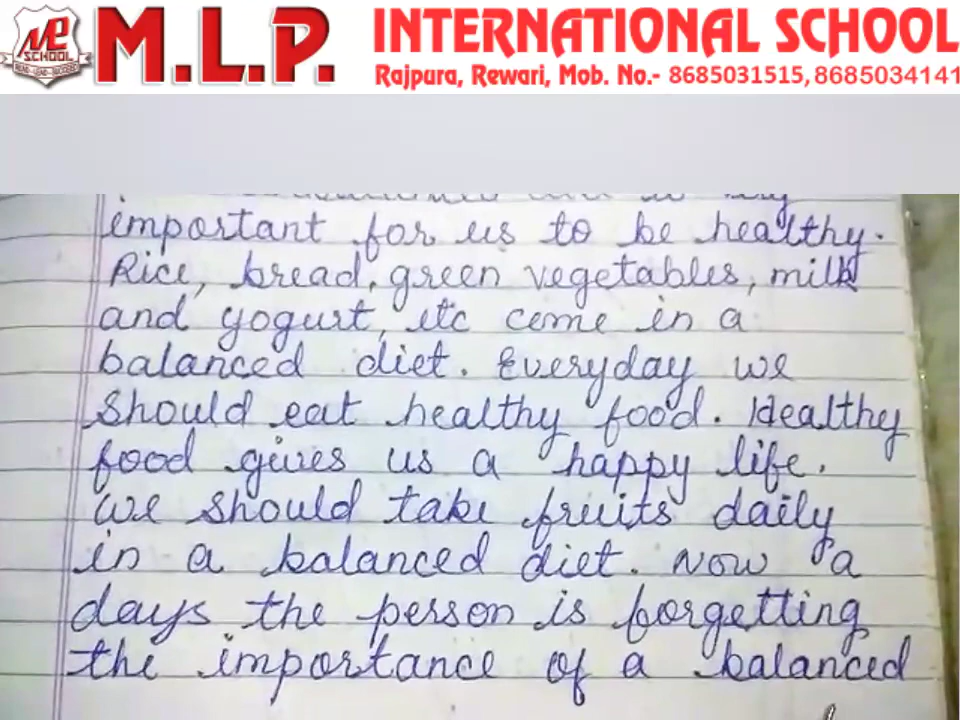 MLP
SCHOOL
M.L.P. INTERNATIONAL SCHOOL
Rajpura, Rewari, Mob. No.- 8685031515, 8685034141
important for us to be healthy.
Rice, bread, green vegetables, milk
and yogurt, etc come in a
balanced diet. Everyday we
should eat healthy food. Healthy
food gives us a happy life.
We should take fruits daily
in a balanced diet. Now a
days the person is forgetting
the importance of a balanced